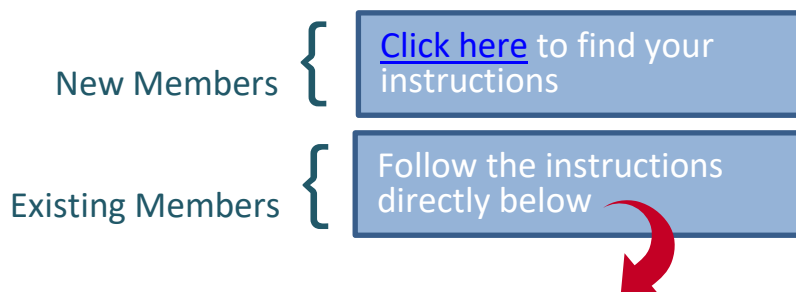 New Members
Click here to find your
instructions
Existing Members
Follow the instructions
directly below